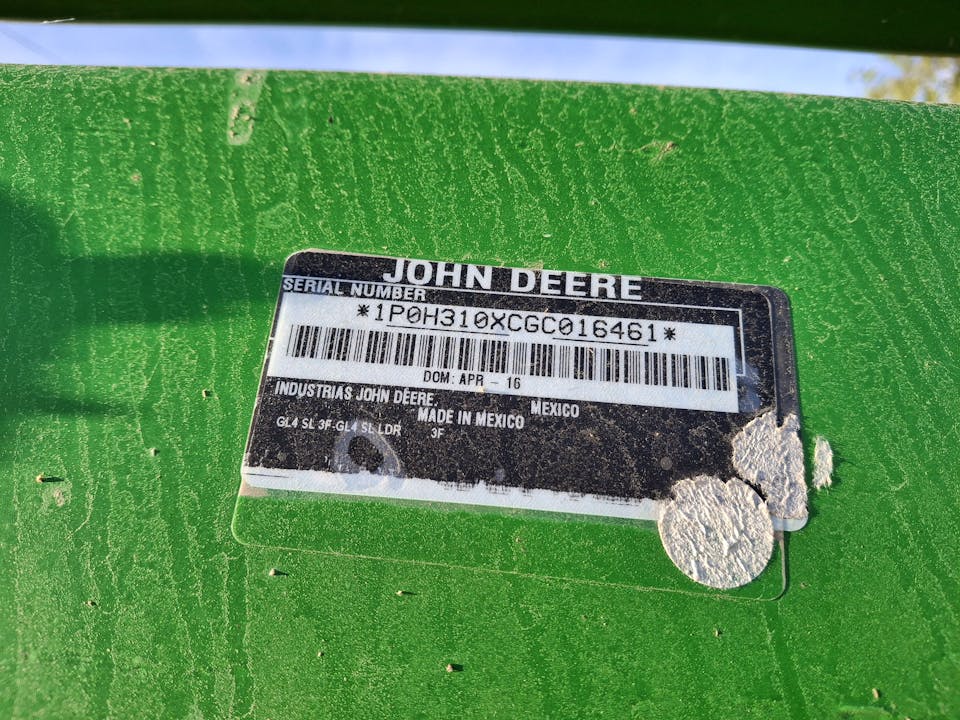 JOHN DEERE
SERIAL NUMBER
*1P0H310XCGC016461*
DOM: APR - 16
INDUSTRIAS JOHN DEERE, MEXICO
MADE IN MEXICO
GL4 SL 3F-GL4 SL LDR 3F